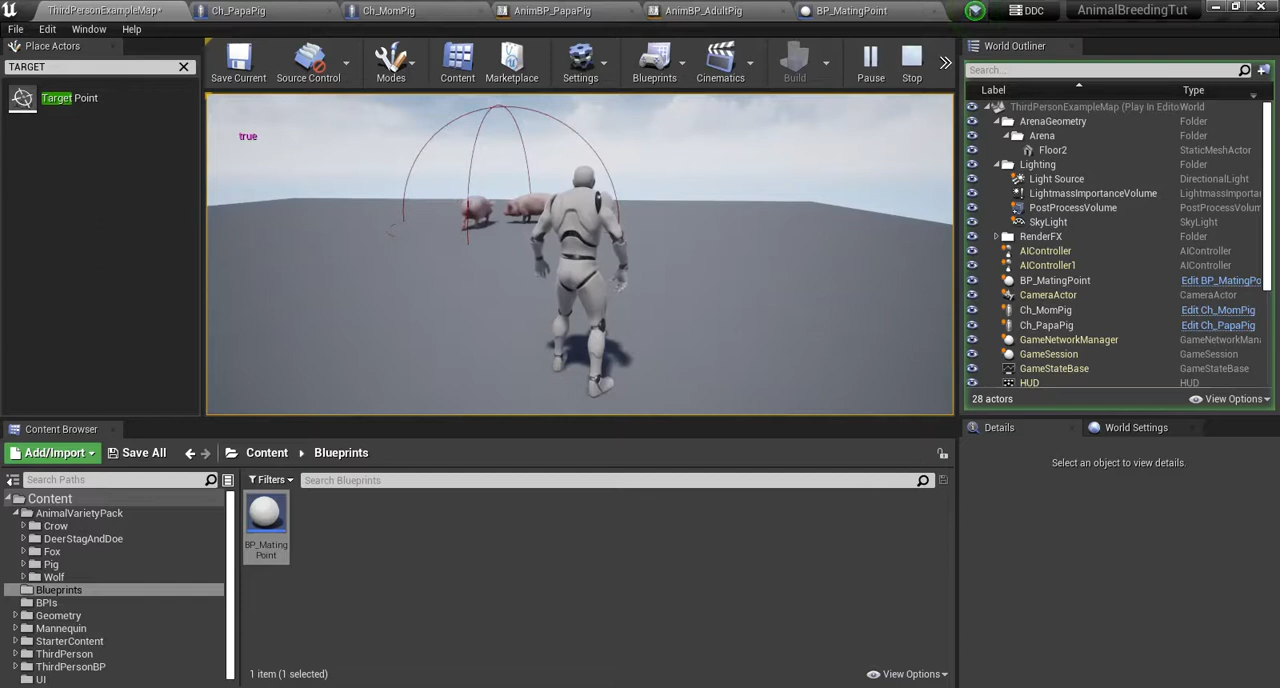 ThirdPersonExampleMap*
Ch_PapaPig
Ch_MomPig
AnimBP_PapaPig
AnimBP_AdultPig
BP_MatingPoint
DDC
AnimalBreedingTut
File
Edit
Window
Help
Place Actors
TARGET
Target Point
Save Current
Source Control
Modes
Content
Marketplace
Settings
Blueprints
Cinematics
Build
Pause
Stop
true
World Outliner
Search...
Label
Type
ThirdPersonExampleMap (Play In Editor
World
ArenaGeometry
Folder
Arena
Folder
Floor2
StaticMeshActor
Lighting
Folder
Light Source
DirectionalLight
LightmassImportanceVolume
LightmassImporta
PostProcessVolume
PostProcessVolum
SkyLight
SkyLight
RenderFX
Folder
AIController
AIController
AIController1
AIController
BP_MatingPoint
Edit BP_MatingPo
CameraActor
CameraActor
Ch_MomPig
Edit Ch_MomPig
Ch_PapaPig
Edit Ch_PapaPig
GameNetworkManager
GameNetworkMana
GameSession
GameSession
GameStateBase
GameStateBase
HUD
HUD
28 actors
View Options
Content Browser
Add/Import
Save All
Content
Blueprints
Search Paths
Filters
Search Blueprints
Content
AnimalVarietyPack
Crow
DeerStagAndDoe
Fox
Pig
Wolf
Blueprints
BPIs
Geometry
Mannequin
StarterContent
ThirdPerson
ThirdPersonBP
UI
BP_Mating
Point
1 item (1 selected)
View Options
Details
World Settings
Select an object to view details.